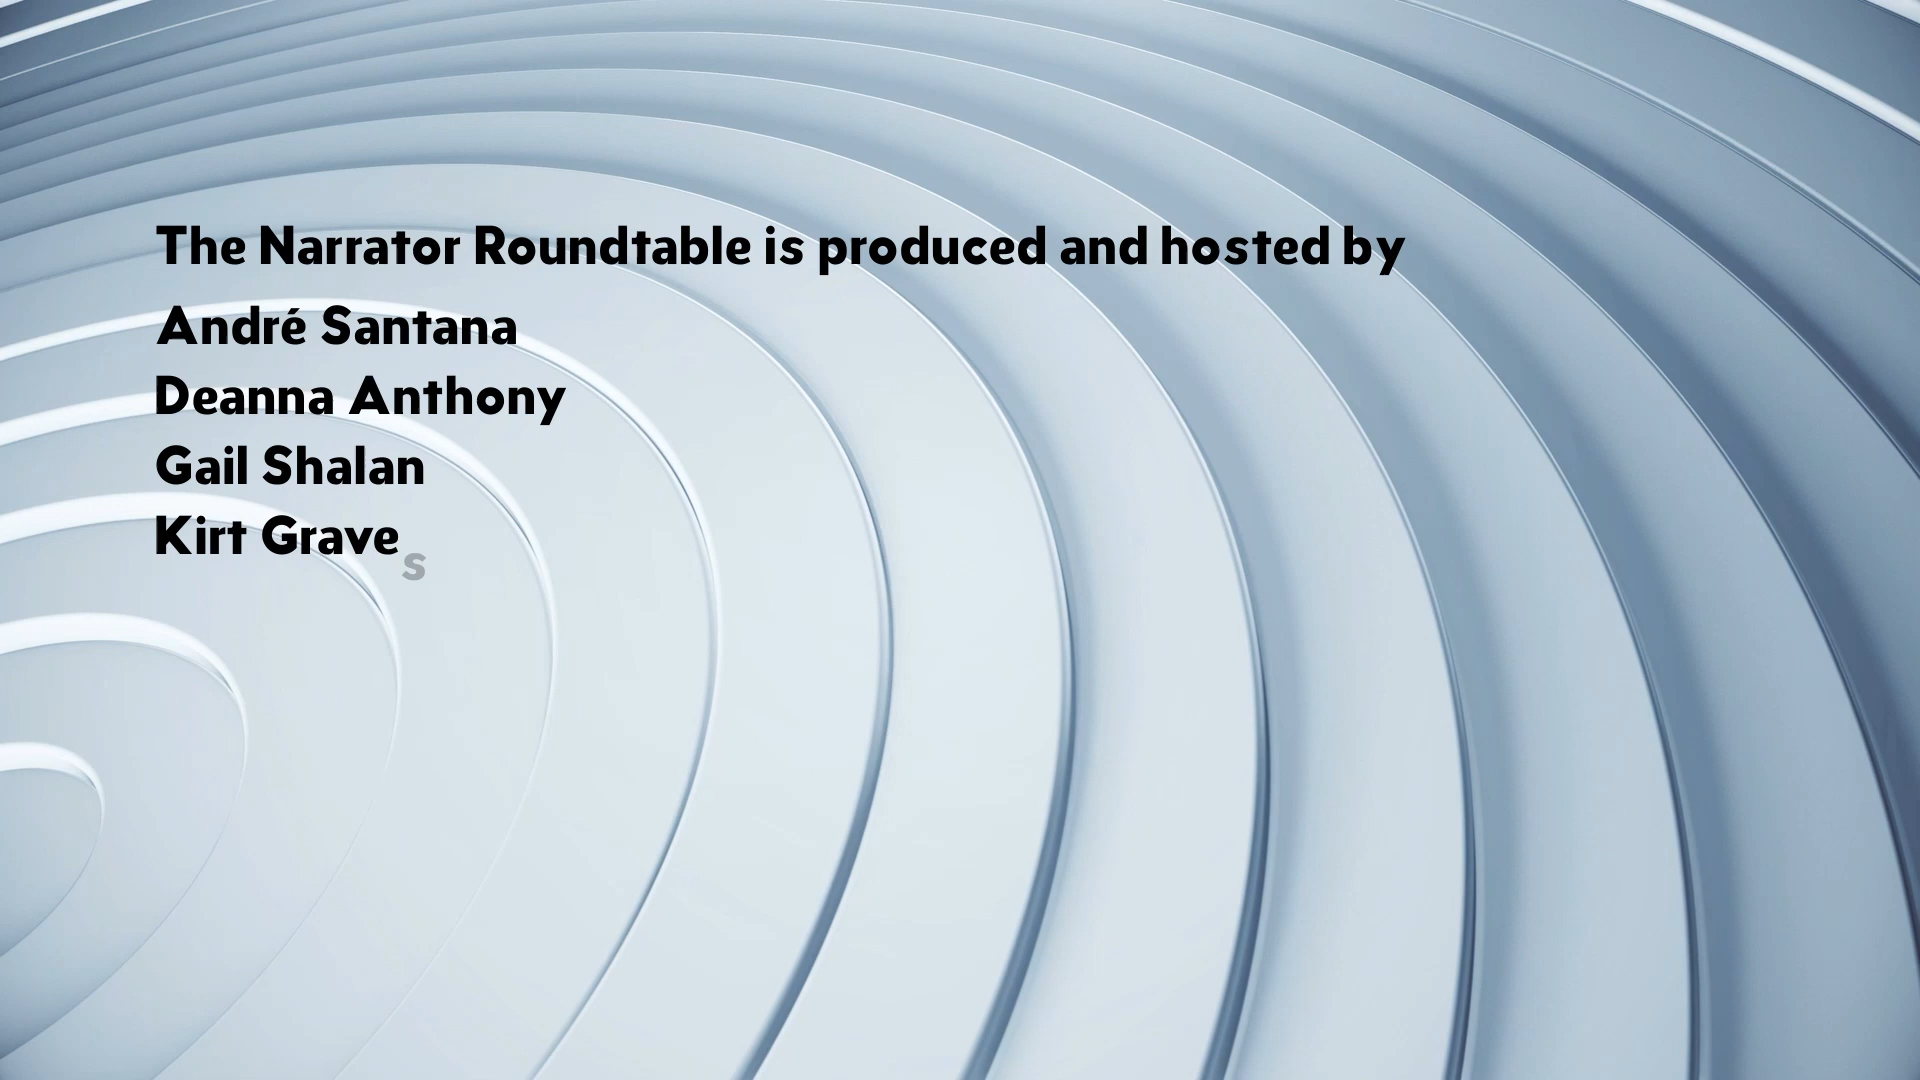 The Narrator Roundtable is produced and hosted by
André Santana
Deanna Anthony
Gail Shalan
Kirt Graves